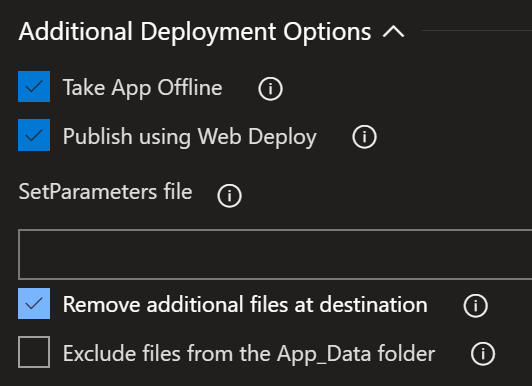 Additional Deployment Options
Take App Offline
Publish using Web Deploy
SetParameters file
Remove additional files at destination
Exclude files from the App_Data folder